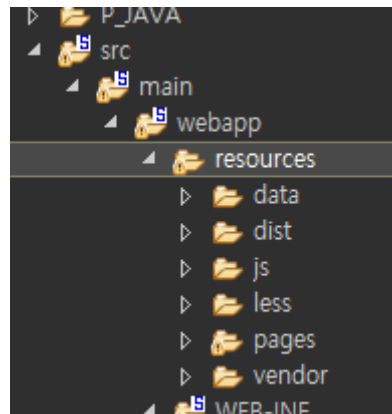 P_JAVA
src
main
webapp
resources
data
dist
js
less
pages
vendor
WEB-INF